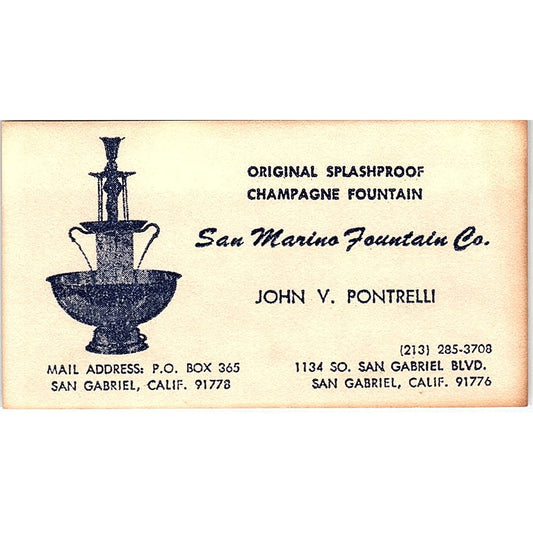 ORIGINAL SPLASHPROOF
CHAMPAGNE FOUNTAIN
San Marino Fountain Co.
JOHN V. PONTRELLI
(213) 285-3708
MAIL ADDRESS: P.O. BOX 365
SAN GABRIEL, CALIF. 91778
1134 SO. SAN GABRIEL BLVD.
SAN GABRIEL, CALIF. 91776